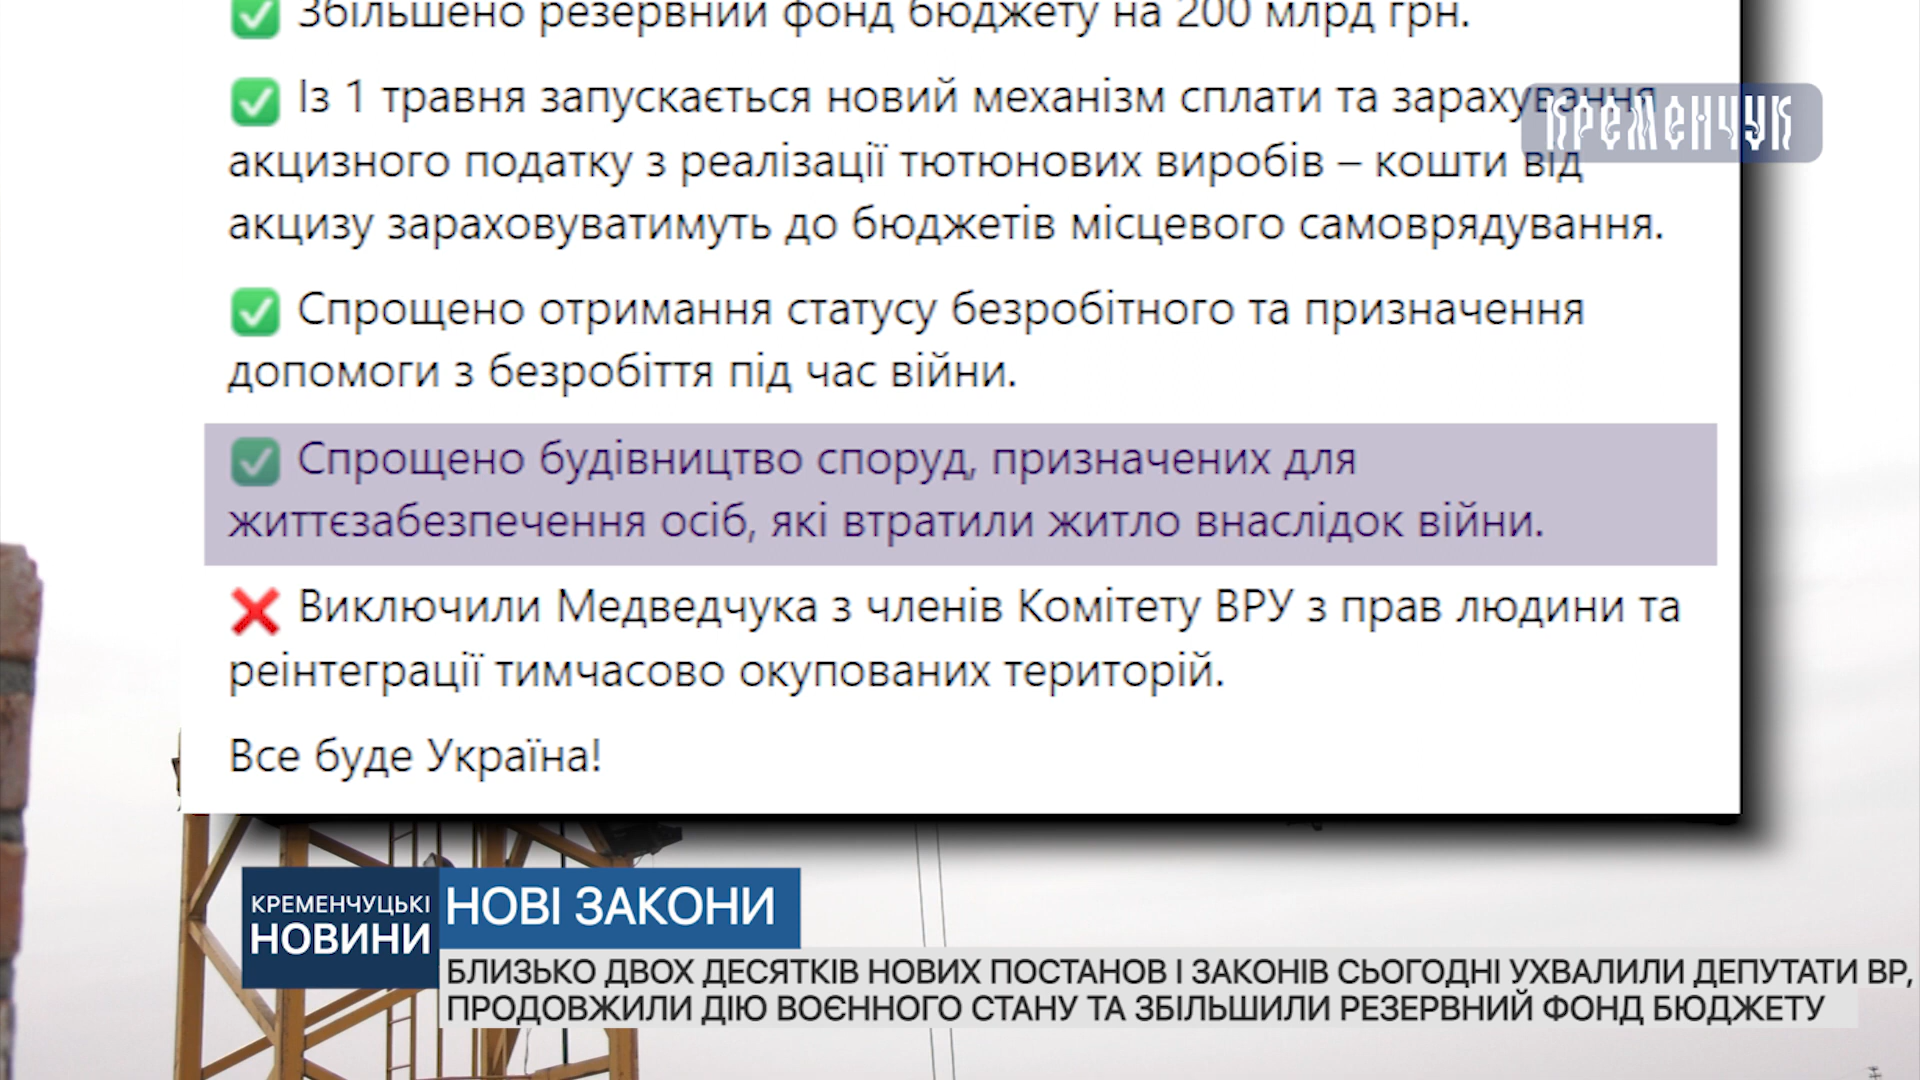 Збільшено резервний фонд бюджету на 200 млрд грн.
Із 1 травня запускається новий механізм сплати та зарахування
КРЕМЕНЧУК
акцизного податку з реалізації тютюнових виробів – кошти від
акцизу зараховуватимуть до бюджетів місцевого самоврядування.
Спрощено отримання статусу безробітного та призначення
допомоги з безробіття під час війни.
Спрощено будівництво споруд, призначених для
життєзабезпечення осіб, які втратили житло внаслідок війни.
Виключили Медведчука з членів Комітету ВРУ з прав людини та
реінтеграції тимчасово окупованих територій.
Все буде Україна!
КРЕМЕНЧУЦЬКІ
НОВИНИ
НОВІ ЗАКОНИ
БЛИЗЬКО ДВОХ ДЕСЯТКІВ НОВИХ ПОСТАНОВ І ЗАКОНІВ СЬОГОДНІ УХВАЛИЛИ ДЕПУТАТИ ВР,
ПРОДОВЖИЛИ ДІЮ ВОЄННОГО СТАНУ ТА ЗБІЛЬШИЛИ РЕЗЕРВНИЙ ФОНД БЮДЖЕТУ